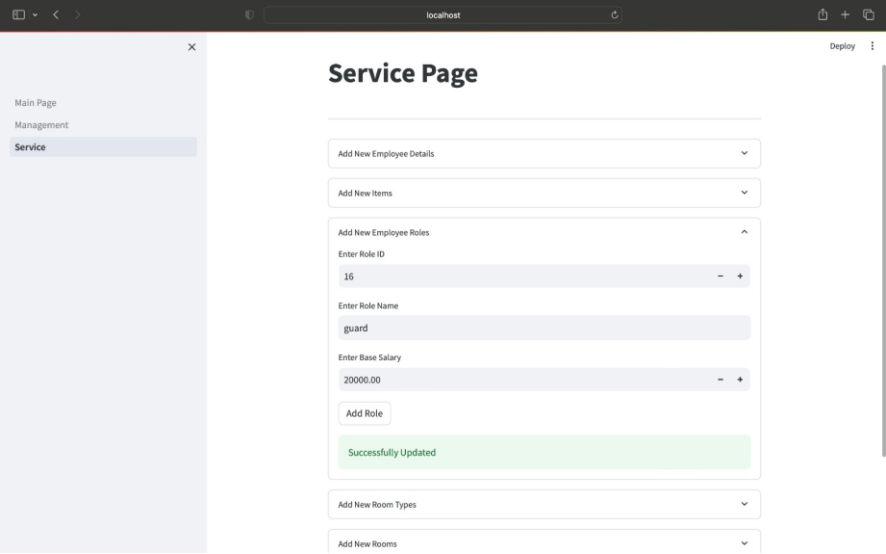 localhost
Deploy
Main Page
Management
Service
Service Page
Add New Employee Details
Add New Items
Add New Employee Roles
Enter Role ID
16
Enter Role Name
guard
Enter Base Salary
20000.00
Add Role
Successfully Updated
Add New Room Types
Add New Rooms